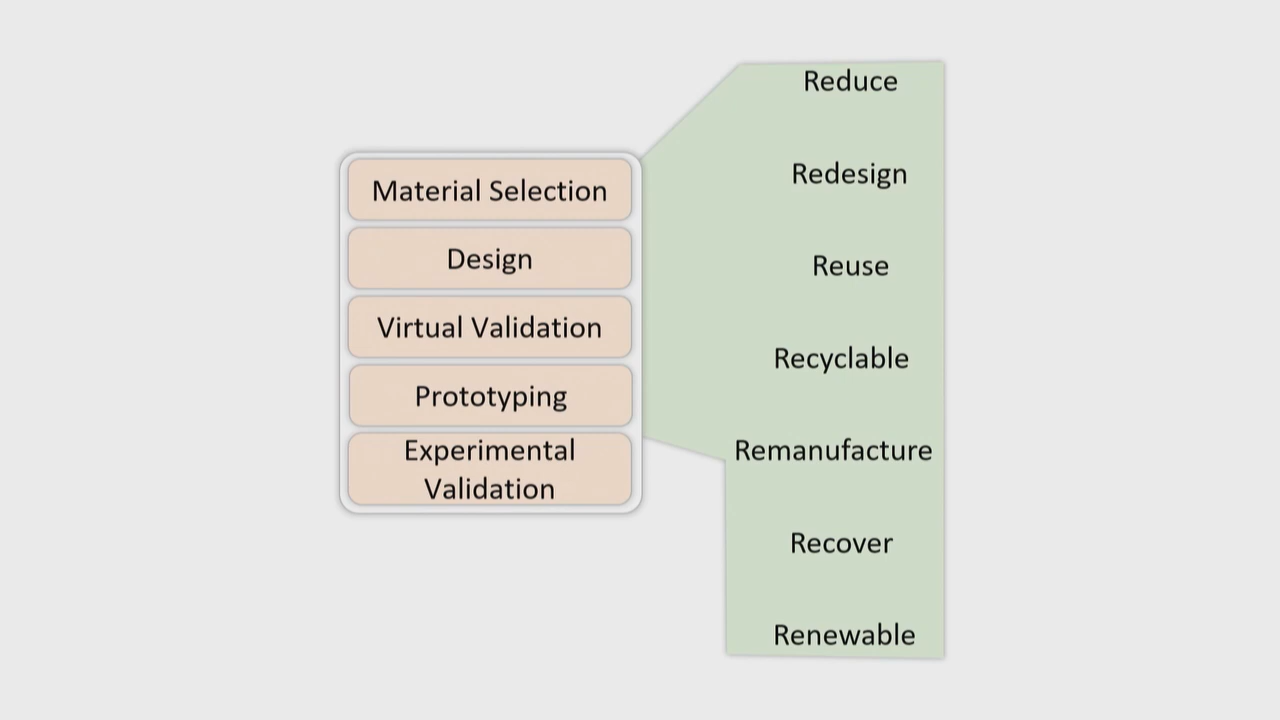 Material Selection
Design
Virtual Validation
Prototyping
Experimental
Validation
Reduce
Redesign
Reuse
Recyclable
Remanufacture
Recover
Renewable